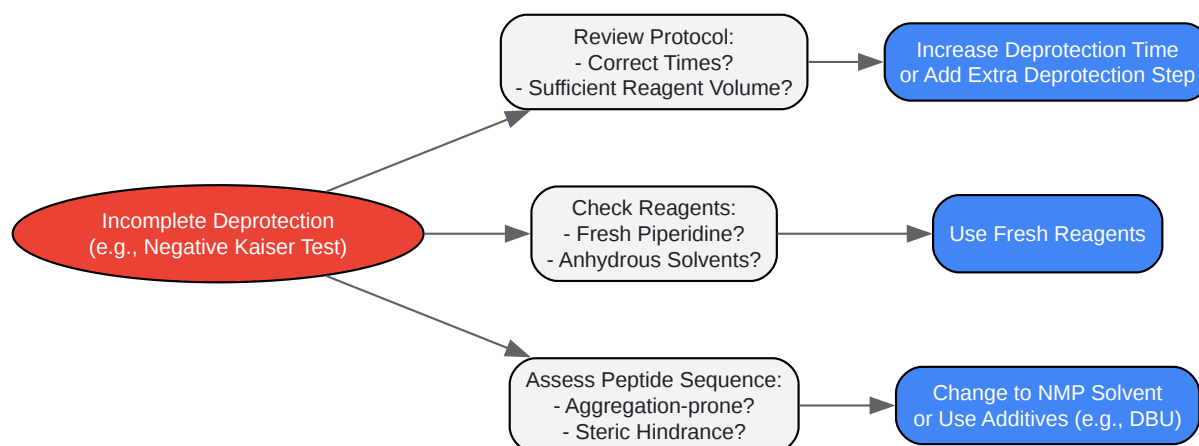 Incomplete Deprotection
(e.g., Negative Kaiser Test)
Review Protocol:
- Correct Times?
- Sufficient Reagent Volume?
Increase Deprotection Time
or Add Extra Deprotection Step
Check Reagents:
- Fresh Piperidine?
- Anhydrous Solvents?
Use Fresh Reagents
Assess Peptide Sequence:
- Aggregation-prone?
- Steric Hindrance?
Change to NMP Solvent
or Use Additives (e.g., DBU)